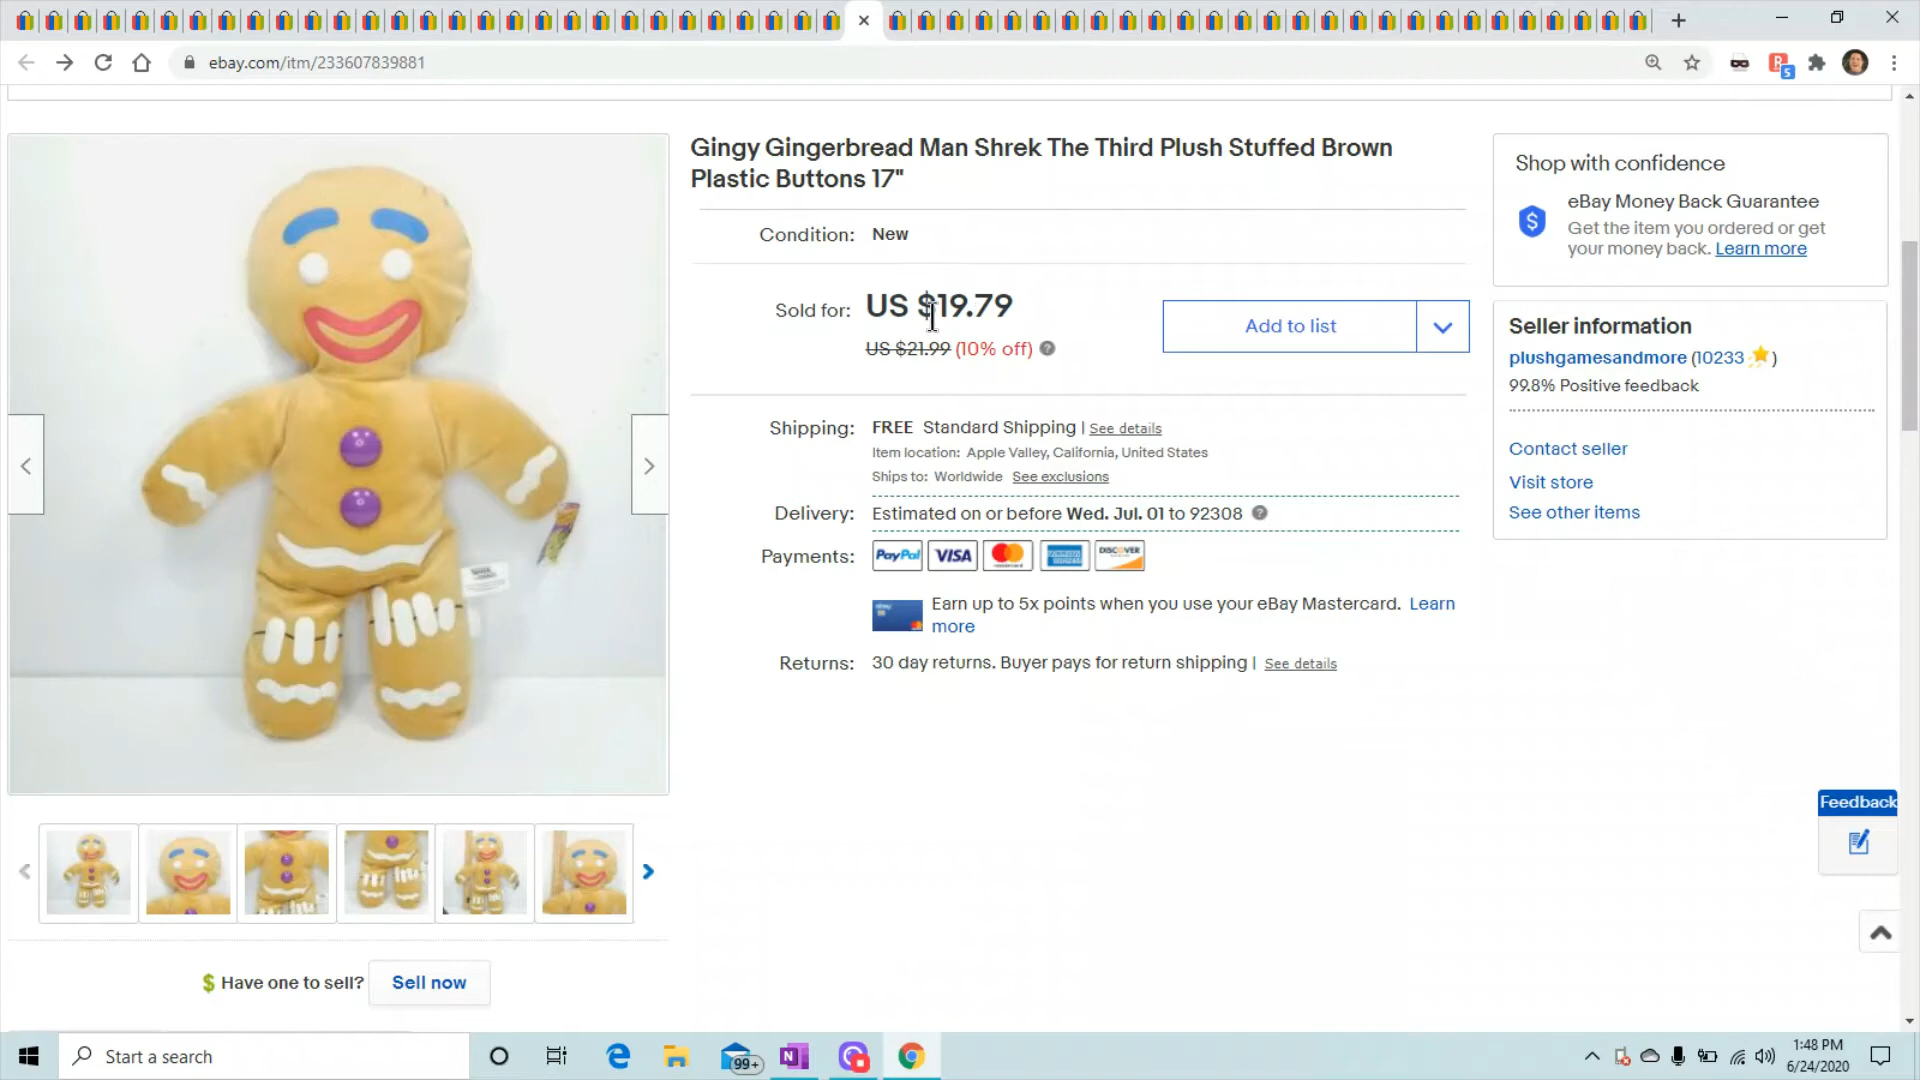 ebay.com/itm/233607839881
5
Gingy Gingerbread Man Shrek The Third Plush Stuffed Brown
Plastic Buttons 17"
Condition: New
Sold for: US $19.79
US $21.99 (10% off)
Add to list
Shipping: FREE Standard Shipping | See details
Item location: Apple Valley, California, United States
Ships to: Worldwide See exclusions
Delivery: Estimated on or before Wed. Jul. 01 to 92308
Payments: PayPal VISA mastercard DISCOVER
Earn up to 5x points when you use your eBay Mastercard. Learn
more
Returns: 30 day returns. Buyer pays for return shipping | See details
Shop with confidence
eBay Money Back Guarantee
Get the item you ordered or get
your money back. Learn more
Seller information
plushgamesandmore (10233)
99.8% Positive feedback
Contact seller
Visit store
See other items
Feedback
Have one to sell? Sell now
Start a search
99+
1:48 PM
6/24/2020